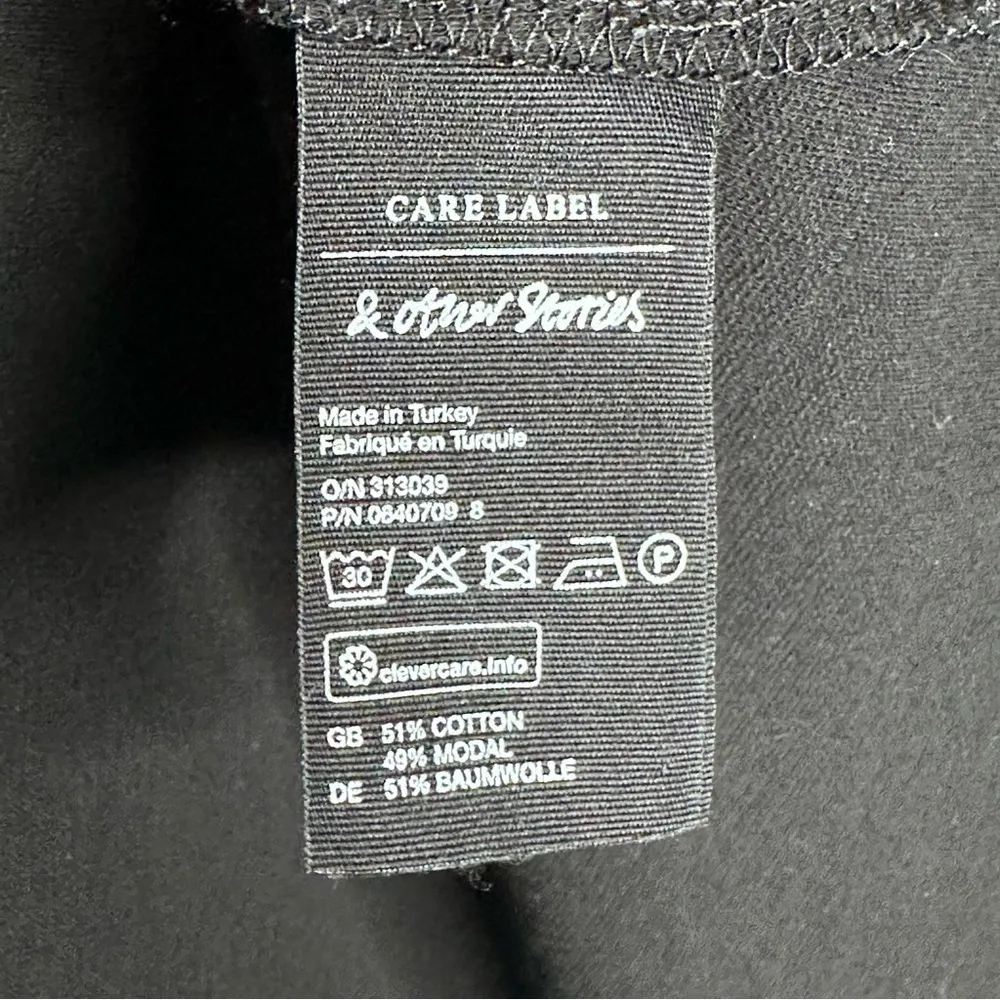 CARE LABEL
& other Stories
Made in Turkey
Fabriqué en Turquie
O/N 313039
P/N 0640709 8
30 P
clevercare.info
GB 51% COTTON
49% MODAL
DE 51% BAUMWOLLE